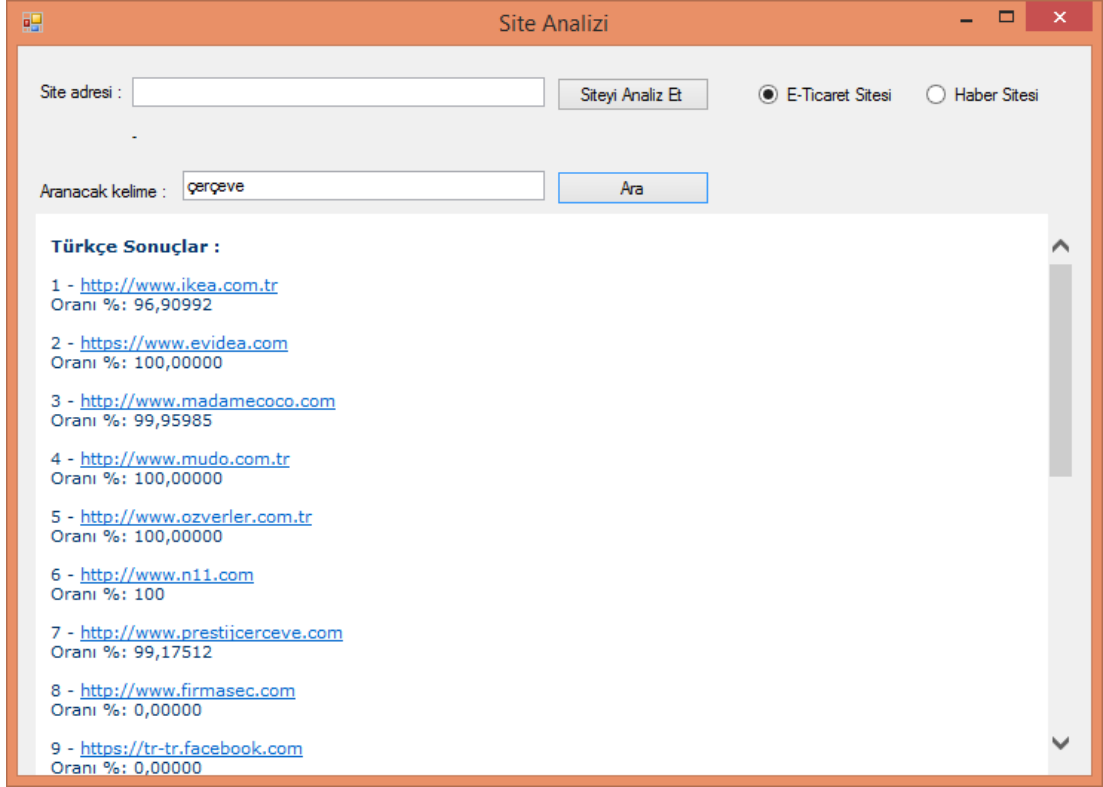 Site Analizi
Site adresi :
Siteyi Analiz Et
E-Ticaret Sitesi
Haber Sitesi
-
Aranacak kelime :
çerçeve
Ara
Türkçe Sonuçlar :
1 - http://www.ikea.com.tr
Oranı %: 96,90992
2 - https://www.evidea.com
Oranı %: 100,00000
3 - http://www.madamecoco.com
Oranı %: 99,95985
4 - http://www.mudo.com.tr
Oranı %: 100,00000
5 - http://www.ozverler.com.tr
Oranı %: 100,00000
6 - http://www.n11.com
Oranı %: 100
7 - http://www.prestijcerceve.com
Oranı %: 99,17512
8 - http://www.firmasec.com
Oranı %: 0,00000
9 - https://tr-tr.facebook.com
Oranı %: 0,00000